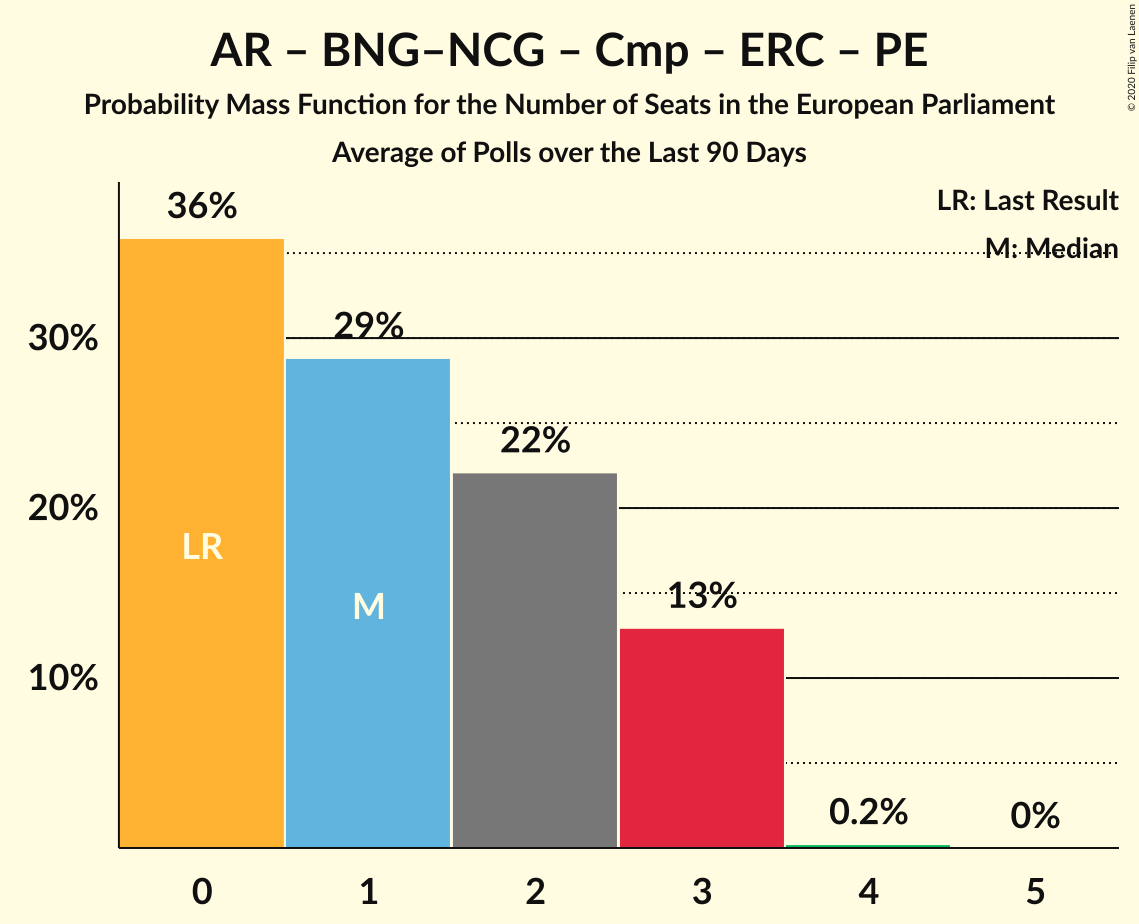 AR – BNG–NCG – Cmp – ERC – PE
Probability Mass Function for the Number of Seats in the European Parliament
Average of Polls over the Last 90 Days
© 2020 Filip van Laenen
LR: Last Result
M: Median
36%
29%
22%
13%
0.2%
0%
30%
20%
10%
LR
M
0 1 2 3 4 5